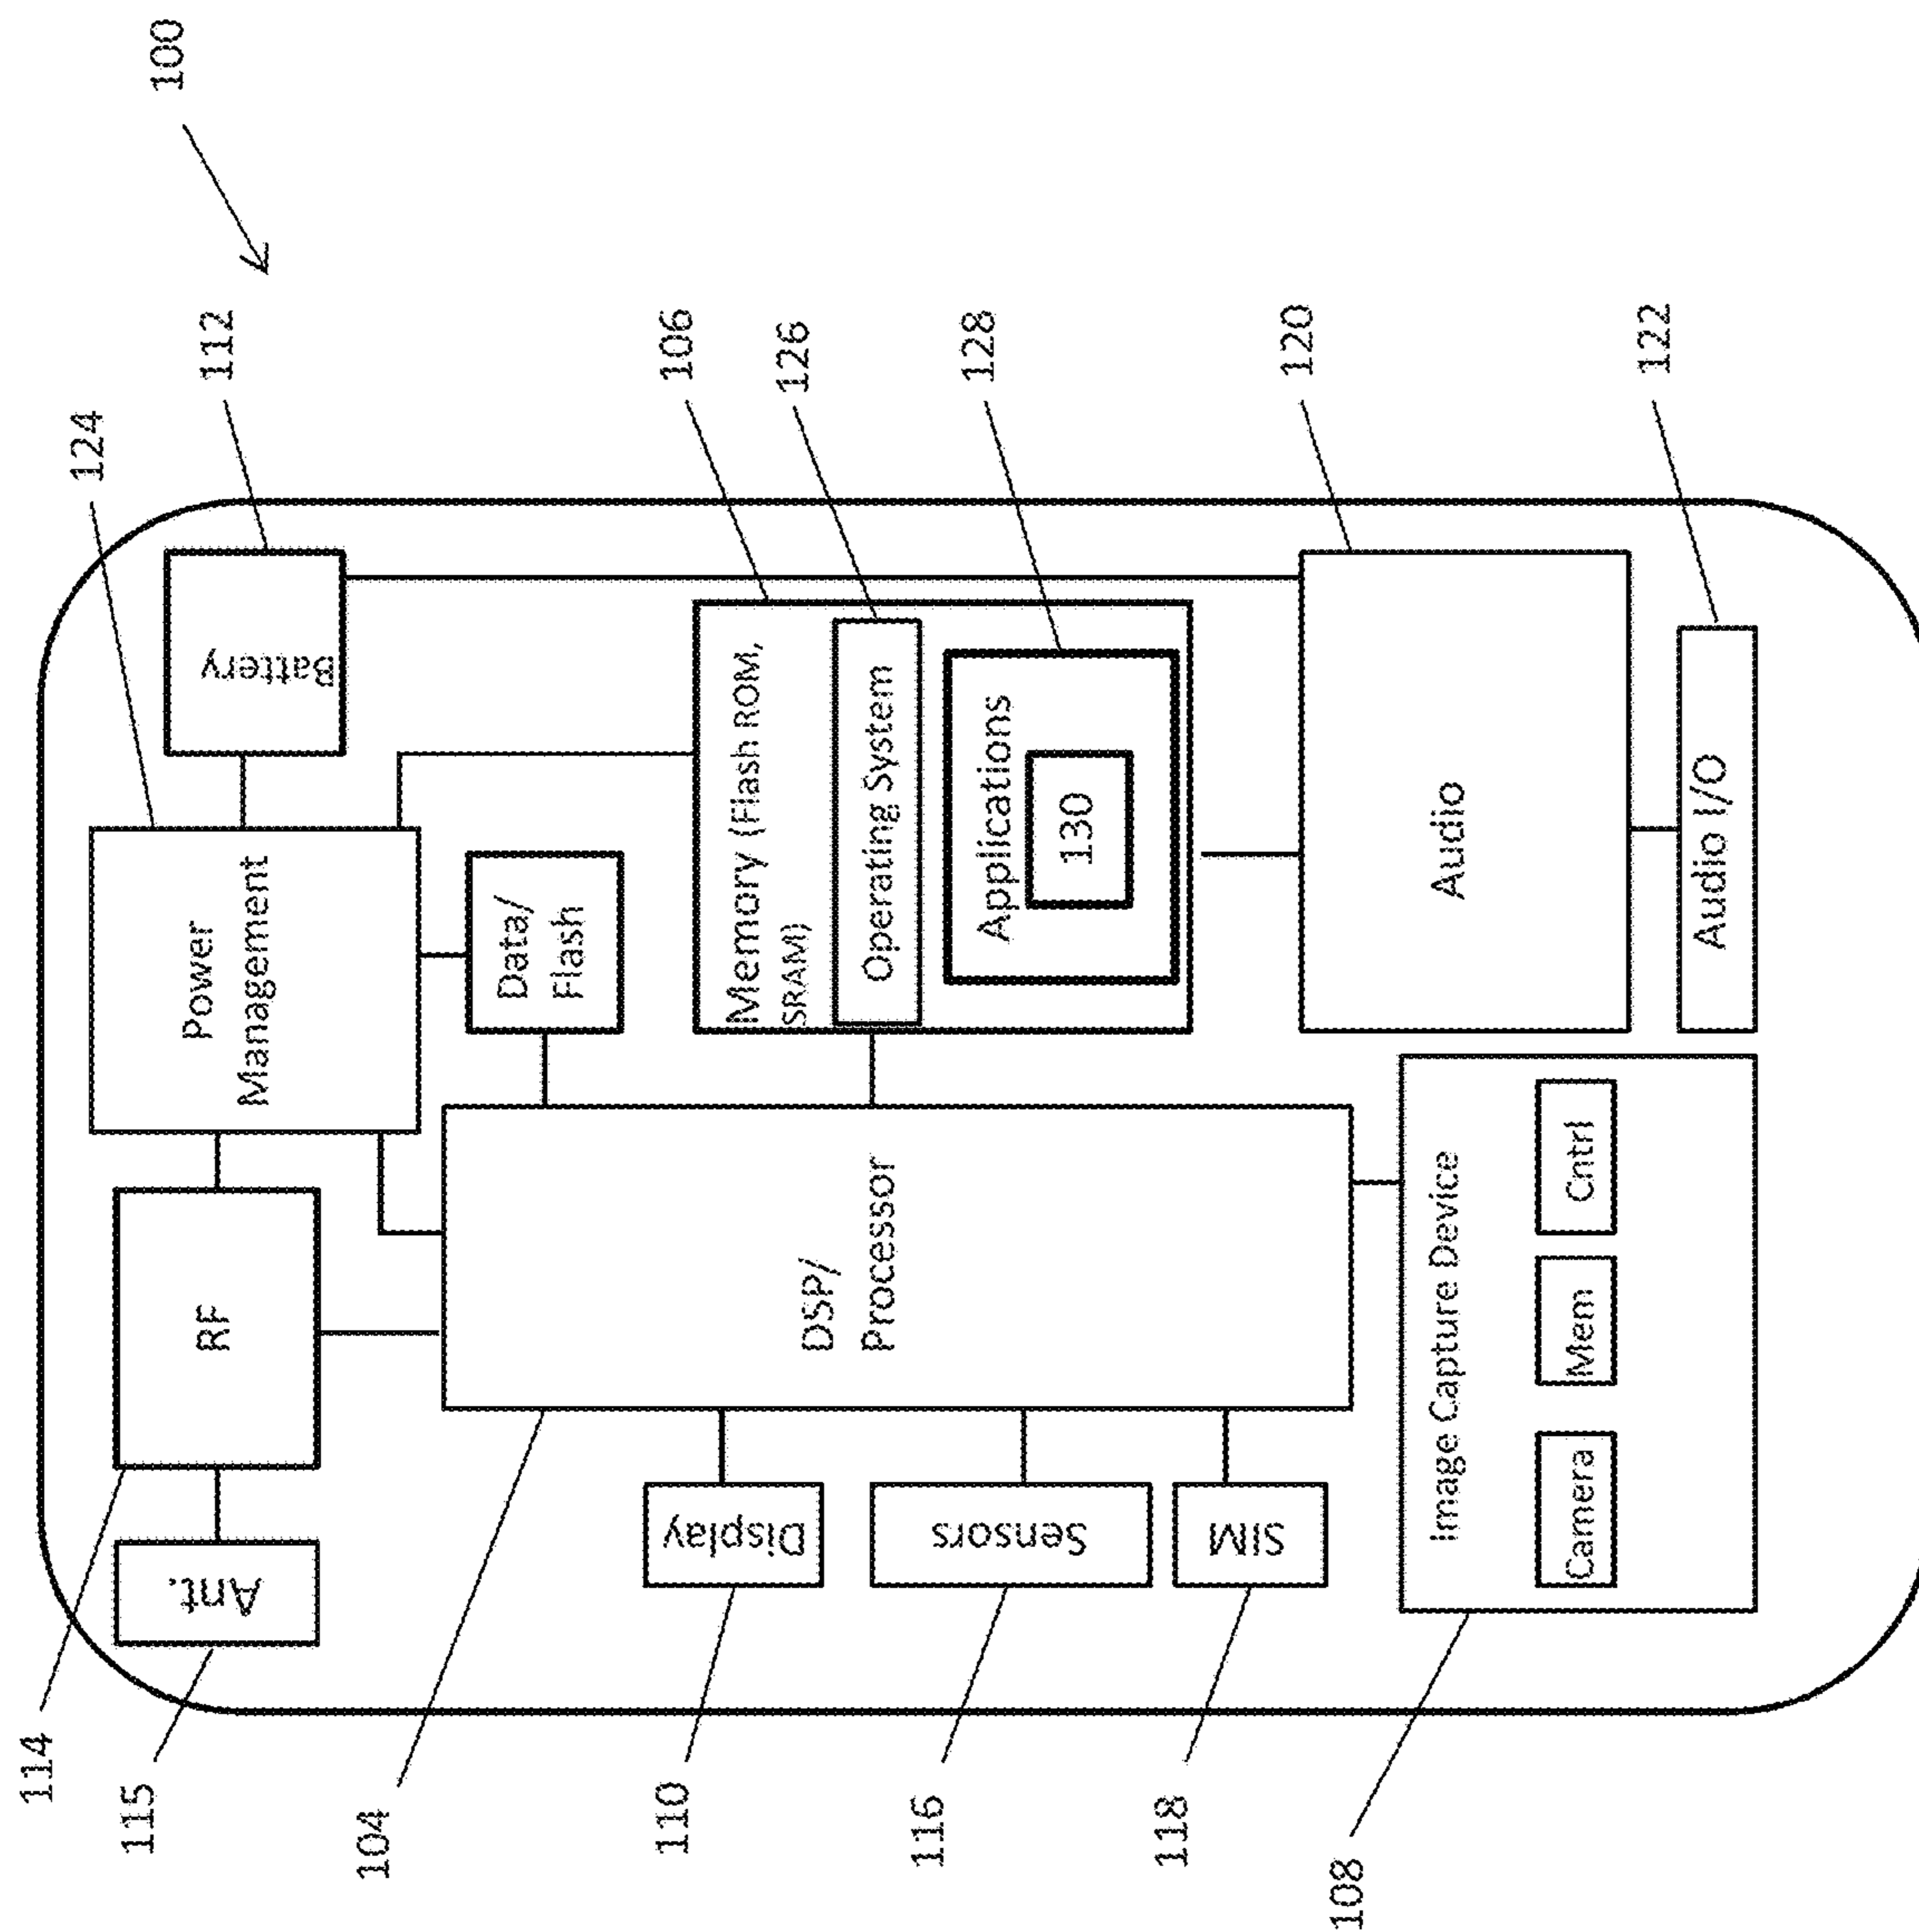 100
124
112
106
126
128
120
122
114
115
104
110
116
118
108
Ant.
RF
Power
Management
Battery
Data/
Flash
DSP/
Processor
Display
Sensors
SIM
Memory (Flash ROM,
SRAM)
Operating System
Applications
130
Audio
Audio I/O
Image Capture Device
Camera
Mem
Cntrl